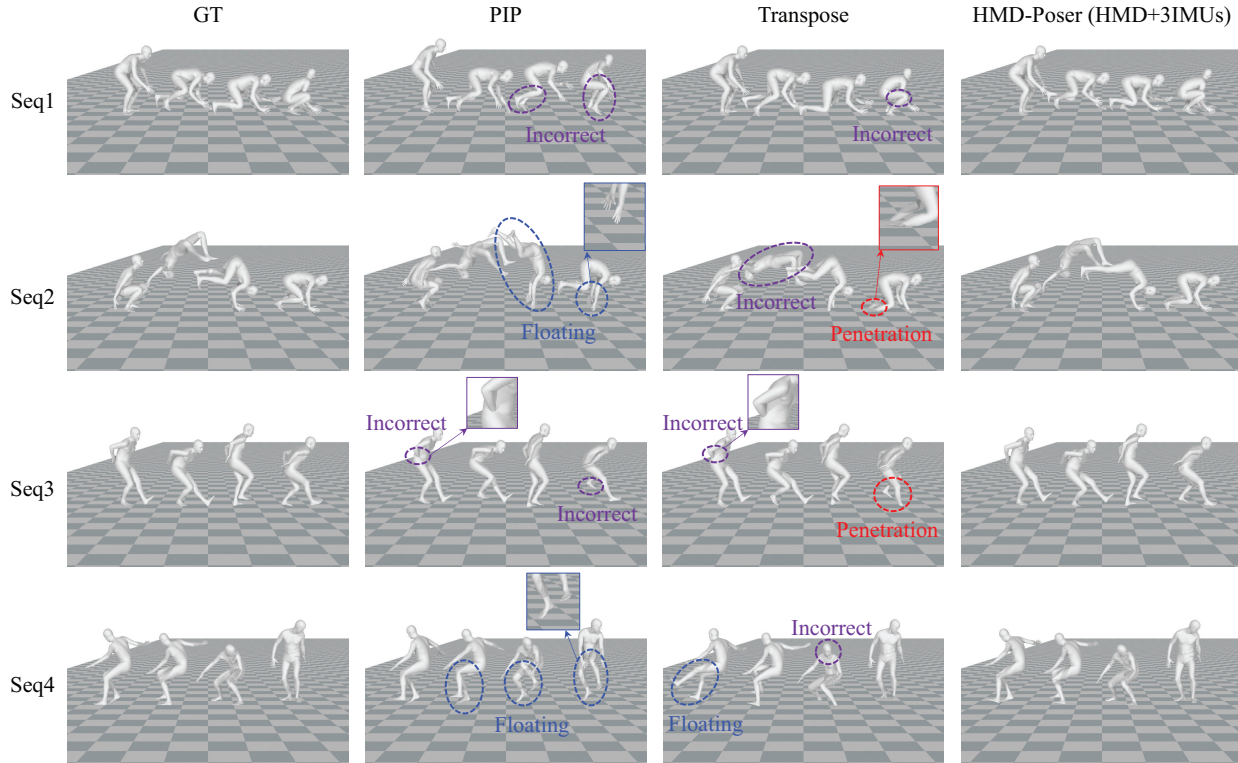 GT PIP Transpose HMD-Poser (HMD+3IMUs)
Seq1
Incorrect Incorrect
Seq2
Incorrect
Floating Penetration
Incorrect Incorrect
Seq3
Incorrect Penetration
Incorrect
Seq4
Floating Floating